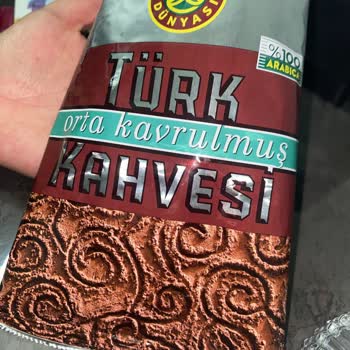 DÜNYASI
%100
ARABICA
TÜRK
orta kavrulmuş
KAHVESİ